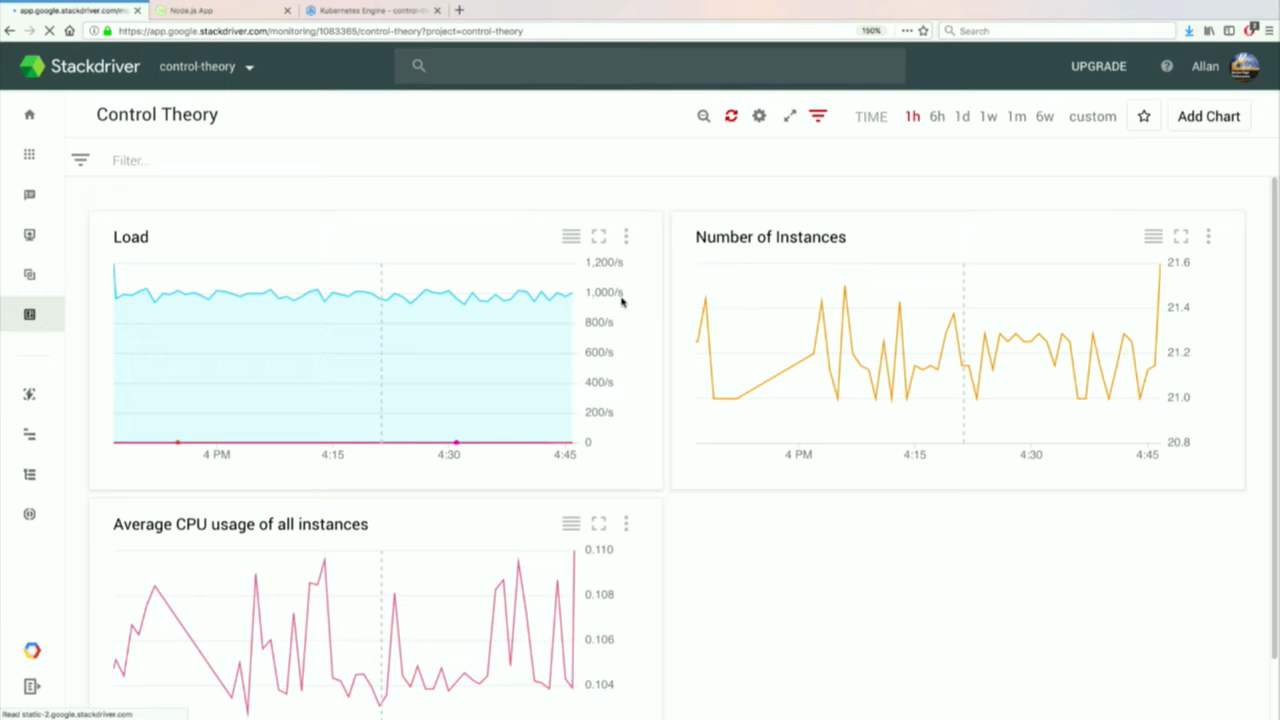 app.google.stackdriver.com/m
Node.js App
Kubernetes Engine - control-th
https://app.google.stackdriver.com/monitoring/1083365/control-theory?project=control-theory
150%
Search
Stackdriver
control-theory
UPGRADE
Allan
Control Theory
TIME 1h 6h 1d 1w 1m 6w custom
Add Chart
Filter...
Load
1,200/s
1,000/s
800/s
600/s
400/s
200/s
0
4 PM 4:15 4:30 4:45
Number of Instances
21.6
21.4
21.2
21.0
20.8
4 PM 4:15 4:30 4:45
Average CPU usage of all instances
0.110
0.108
0.106
0.104
Read static-2.google.stackdriver.com